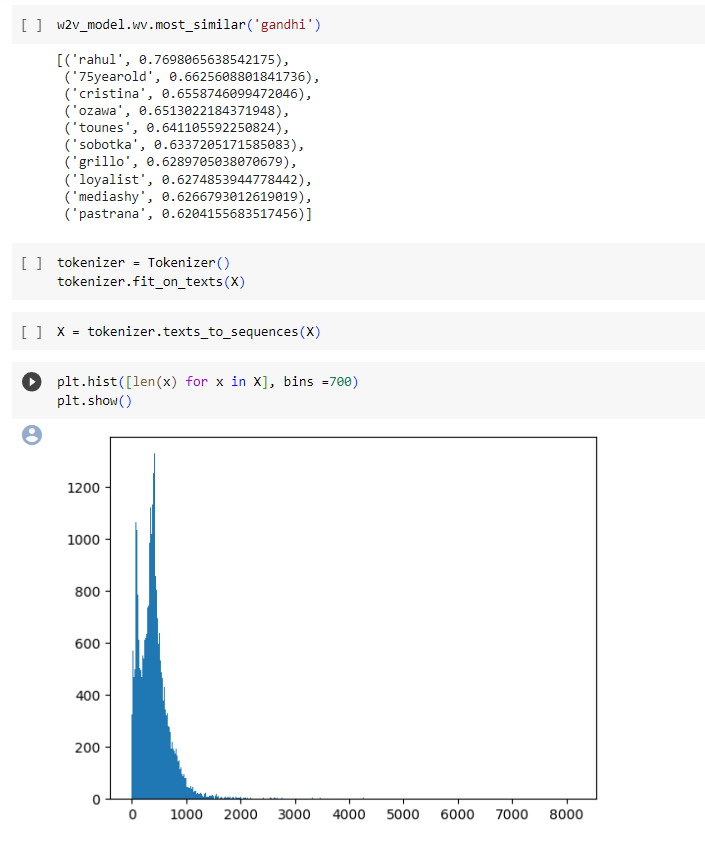 [ ] w2v_model.wv.most_similar('gandhi')
[('rahul', 0.7698065638542175),
('75yearold', 0.6625608801841736),
('cristina', 0.6558746099472046),
('ozawa', 0.6513022184371948),
('tounes', 0.641105592250824),
('sobotka', 0.6337205171585083),
('grillo', 0.6289705038070679),
('loyalist', 0.6274853944778442),
('mediashy', 0.6266793012619019),
('pastrana', 0.6204155683517456)]
[ ] tokenizer = Tokenizer()
tokenizer.fit_on_texts(X)
[ ] X = tokenizer.texts_to_sequences(X)
plt.hist([len(x) for x in X], bins =700)
plt.show()
1200
1000
800
600
400
200
0
0 1000 2000 3000 4000 5000 6000 7000 8000